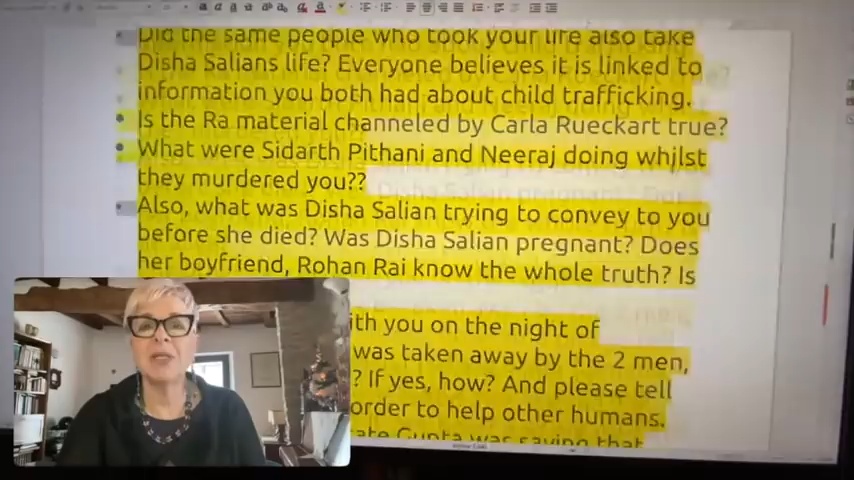 Did the same people who took your life also take
Disha Salians life? Everyone believes it is linked to
information you both had about child trafficking.
Is the Ra material channeled by Carla Rueckart true?
What were Sidarth Pithani and Neeraj doing whjlst
they murdered you??
Also, what was Disha Salian trying to convey to you
before she died? Was Disha Salian pregnant? Does
her boyfriend, Rohan Rai know the whole truth? Is
ith you on the night of
was taken away by the 2 men,
? If yes, how? And please tell
order to help other humans.
Gupta was saying that